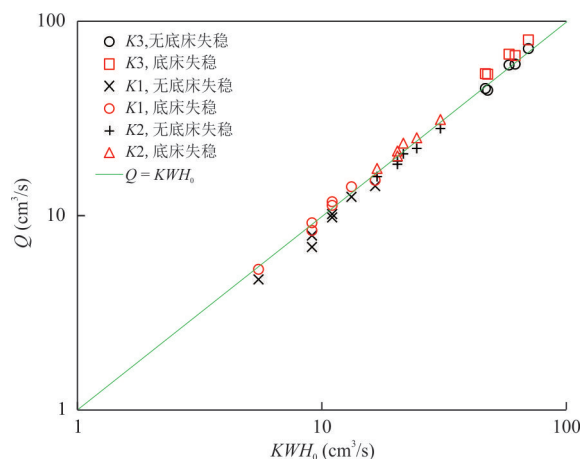 100
K3,无底床失稳
K3, 底床失稳
K1, 无底床失稳
K1, 底床失稳
K2, 无底床失稳
K2, 底床失稳
Q = KWH₀
Q (cm³/s)
10
1
1
10
100
KWH₀ (cm³/s)